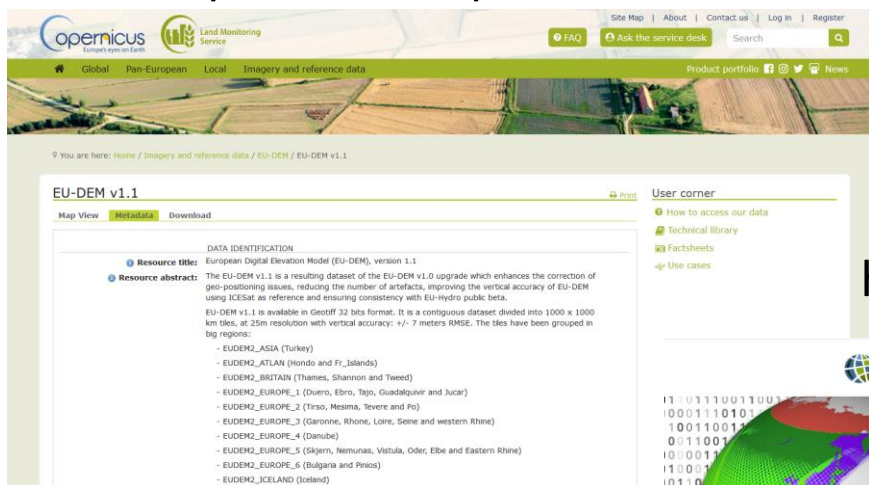 Site Map | About | Contact us | Log in | Register
opernicus
Europe's eyes on Earth
Land Monitoring
Service
FAQ
Ask the service desk
Search
Global Pan-European Local Imagery and reference data
Product portfolio
News
You are here: Home / Imagery and reference data / EU-DEM / EU-DEM v1.1
EU-DEM v1.1
Print
Map View Metadata Download
DATA IDENTIFICATION
Resource title: European Digital Elevation Model (EU-DEM), version 1.1
Resource abstract: The EU-DEM v1.1 is a resulting dataset of the EU-DEM v1.0 upgrade which enhances the correction of
geo-positioning issues, reducing the number of artefacts, improving the vertical accuracy of EU-DEM
using ICESat as reference and ensuring consistency with EU-Hydro public beta.
EU-DEM v1.1 is available in Geotiff 32 bits format. It is a contiguous dataset divided into 1000 x 1000
km tiles, at 25m resolution with vertical accuracy: +/- 7 meters RMSE. The tiles have been grouped in
big regions:
- EUDEM2_ASIA (Turkey)
- EUDEM2_ATLAN (Hondo and Fr_Islands)
- EUDEM2_BRITAIN (Thames, Shannon and Tweed)
- EUDEM2_EUROPE_1 (Duero, Ebro, Tajo, Guadalquivir and Jucar)
- EUDEM2_EUROPE_2 (Tirso, Mesima, Tevere and Po)
- EUDEM2_EUROPE_3 (Garonne, Rhone, Loire, Seine and western Rhine)
- EUDEM2_EUROPE_4 (Danube)
- EUDEM2_EUROPE_5 (Skjern, Nemunas, Vistula, Oder, Elbe and Eastern Rhine)
- EUDEM2_EUROPE_6 (Bulgaria and Pinios)
- EUDEM2_ICELAND (Iceland)
User corner
How to access our data
Technical library
Factsheets
Use cases